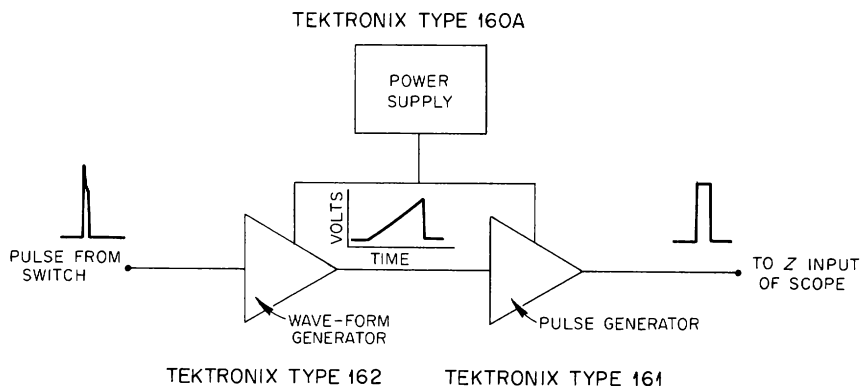 TEKTRONIX TYPE 160A
POWER
SUPPLY
VOLTS
TIME
PULSE FROM
SWITCH
TO Z INPUT
OF SCOPE
WAVE-FORM
GENERATOR
PULSE GENERATOR
TEKTRONIX TYPE 162
TEKTRONIX TYPE 161